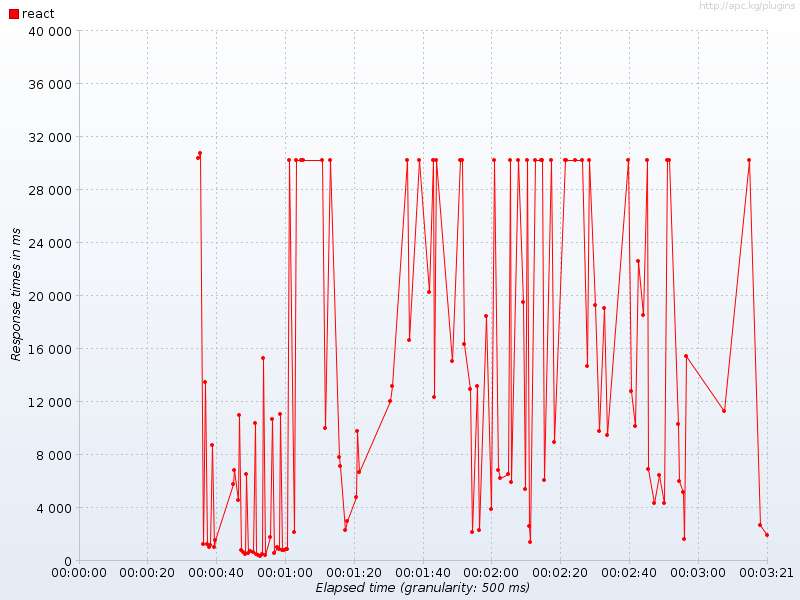 http://apc.kg/plugins
react
40 000
36 000
32 000
28 000
24 000
20 000
16 000
12 000
8 000
4 000
0
Response times in ms
00:00:00 00:00:20 00:00:40 00:01:00 00:01:20 00:01:40 00:02:00 00:02:20 00:02:40 00:03:00 00:03:21
Elapsed time (granularity: 500 ms)